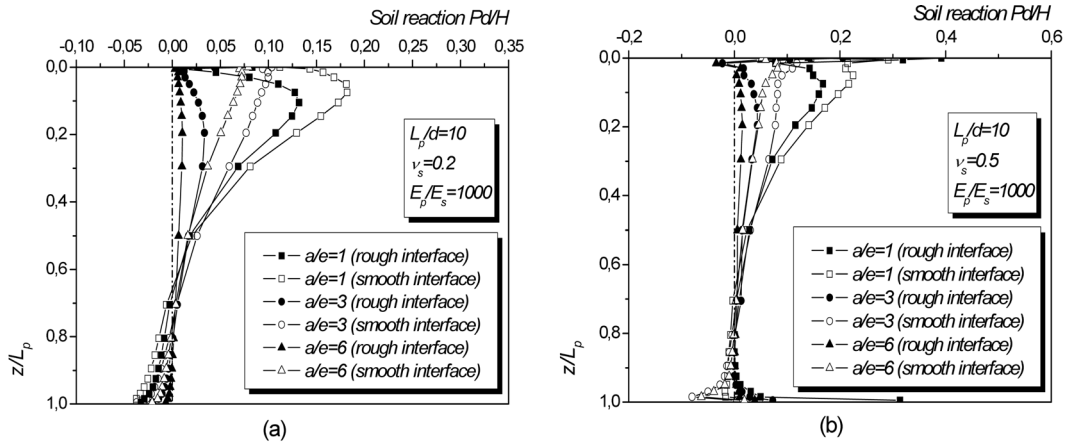 Soil reaction Pd/H
-0,10 -0,05 0,00 0,05 0,10 0,15 0,20 0,25 0,30 0,35
0,0
0,2
0,4
0,6
0,8
1,0
z/Lp
Lp/d=10
νs=0.2
Ep/Es=1000
a/e=1 (rough interface)
a/e=1 (smooth interface)
a/e=3 (rough interface)
a/e=3 (smooth interface)
a/e=6 (rough interface)
a/e=6 (smooth interface)
(a)
Soil reaction Pd/H
-0,2 0,0 0,2 0,4 0,6
0,0
0,2
0,4
0,6
0,8
1,0
z/Lp
Lp/d=10
νs=0.5
Ep/Es=1000
a/e=1 (rough interface)
a/e=1 (smooth interface)
a/e=3 (rough interface)
a/e=3 (smooth interface)
a/e=6 (rough interface)
a/e=6 (smooth interface)
(b)